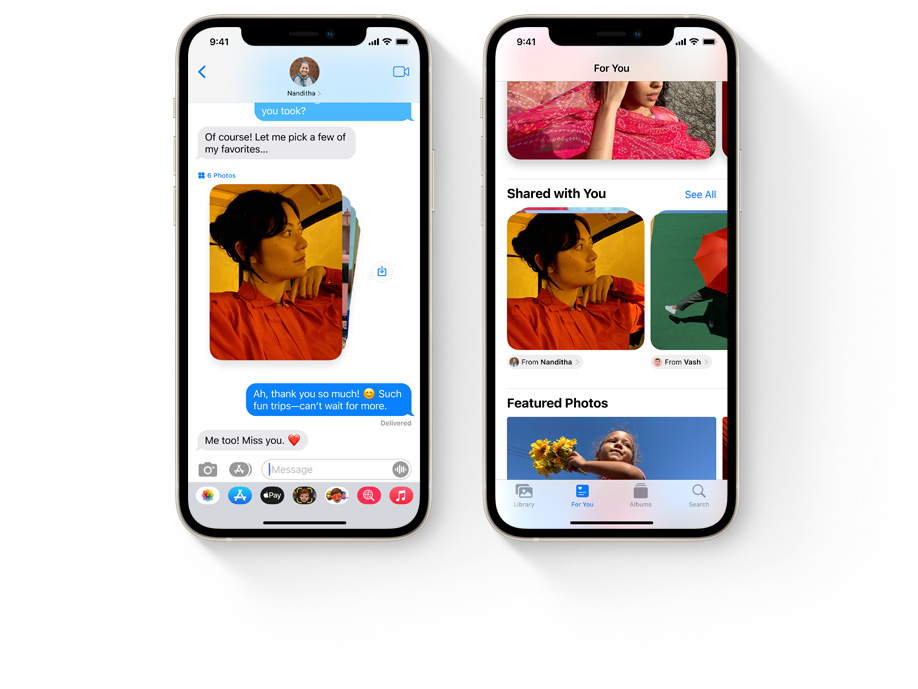 9:41
Nanditha
you took?
Of course! Let me pick a few of
my favorites...
6 Photos
Ah, thank you so much! 😊 Such
fun trips—can't wait for more.
Delivered
Me too! Miss you. ❤️
Message
Pay
9:41
For You
Shared with You
See All
From Nanditha
From Vash
Featured Photos
Library
For You
Albums
Search